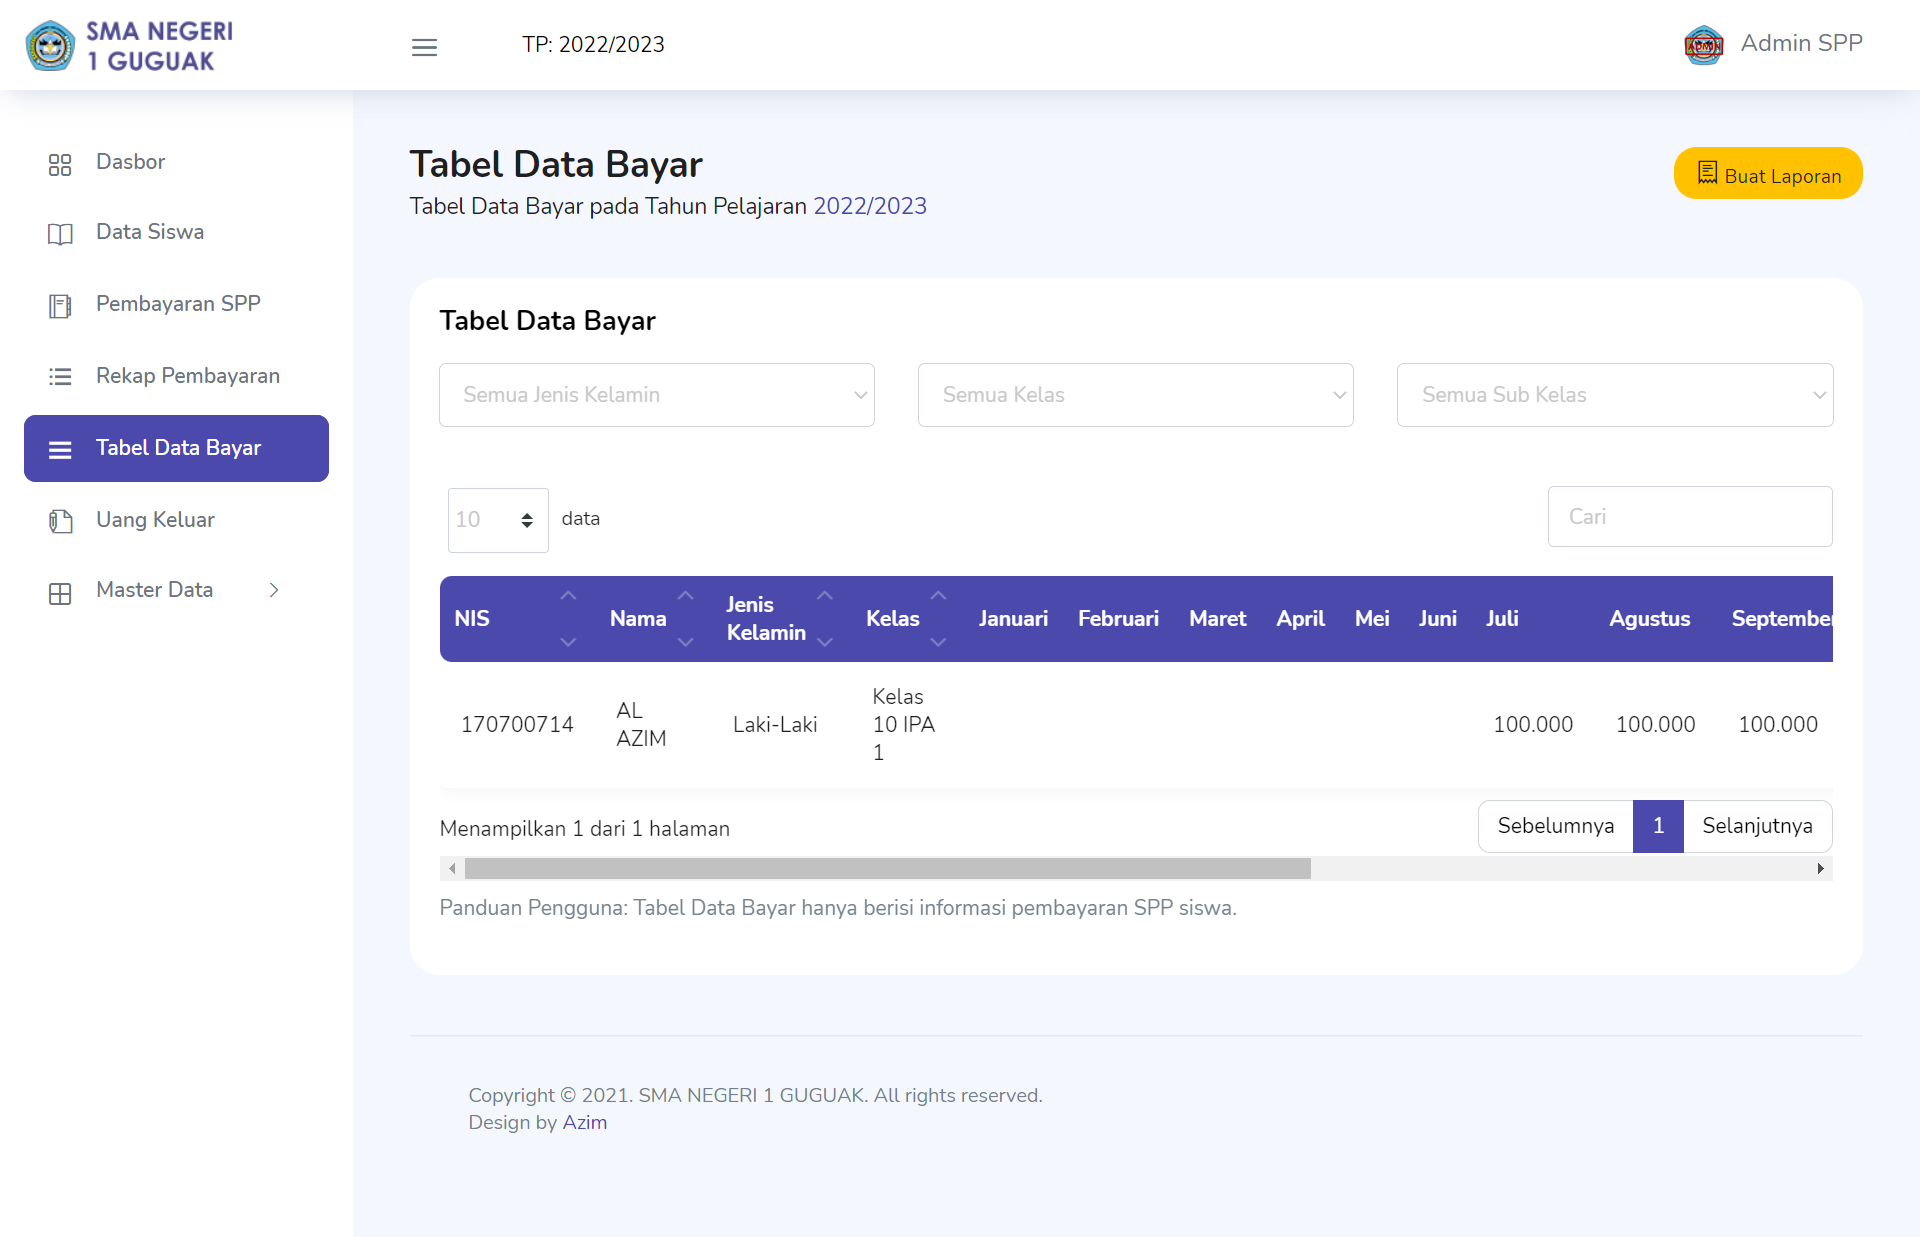 SMA NEGERI
1 GUGUAK
TP: 2022/2023
ADMIN
Admin SPP
Dasbor
Data Siswa
Pembayaran SPP
Rekap Pembayaran
Tabel Data Bayar
Uang Keluar
Master Data
Tabel Data Bayar
Tabel Data Bayar pada Tahun Pelajaran 2022/2023
Buat Laporan
Tabel Data Bayar
Semua Jenis Kelamin
Semua Kelas
Semua Sub Kelas
10 data
Cari
NIS Nama Jenis Kelamin Kelas Januari Februari Maret April Mei Juni Juli Agustus September
170700714 AL AZIM Laki-Laki Kelas 10 IPA 1 100.000 100.000 100.000
Menampilkan 1 dari 1 halaman
Sebelumnya 1 Selanjutnya
Panduan Pengguna: Tabel Data Bayar hanya berisi informasi pembayaran SPP siswa.
Copyright © 2021. SMA NEGERI 1 GUGUAK. All rights reserved.
Design by Azim